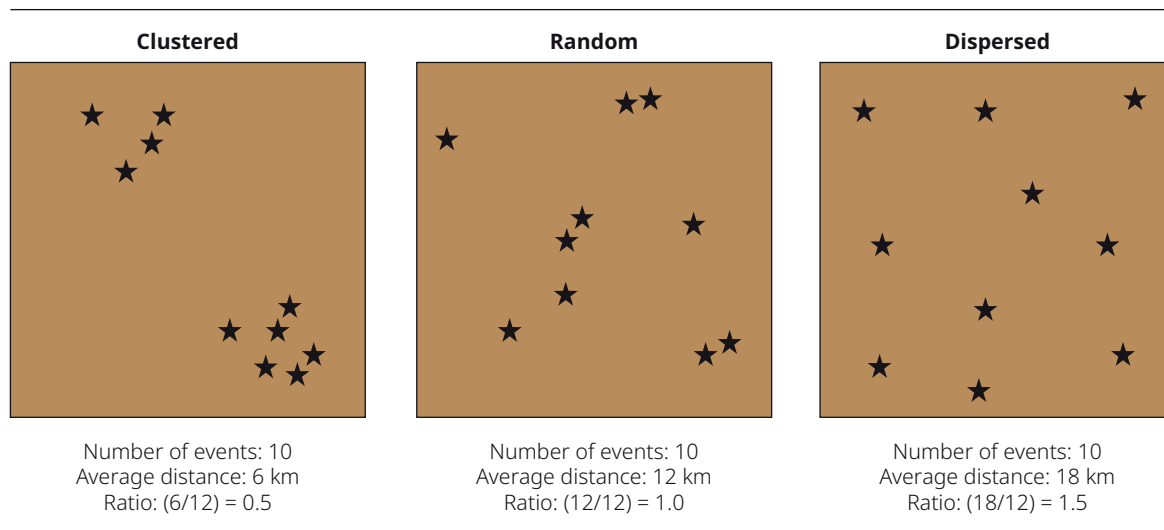 Clustered
Number of events: 10
Average distance: 6 km
Ratio: (6/12) = 0.5
Random
Number of events: 10
Average distance: 12 km
Ratio: (12/12) = 1.0
Dispersed
Number of events: 10
Average distance: 18 km
Ratio: (18/12) = 1.5